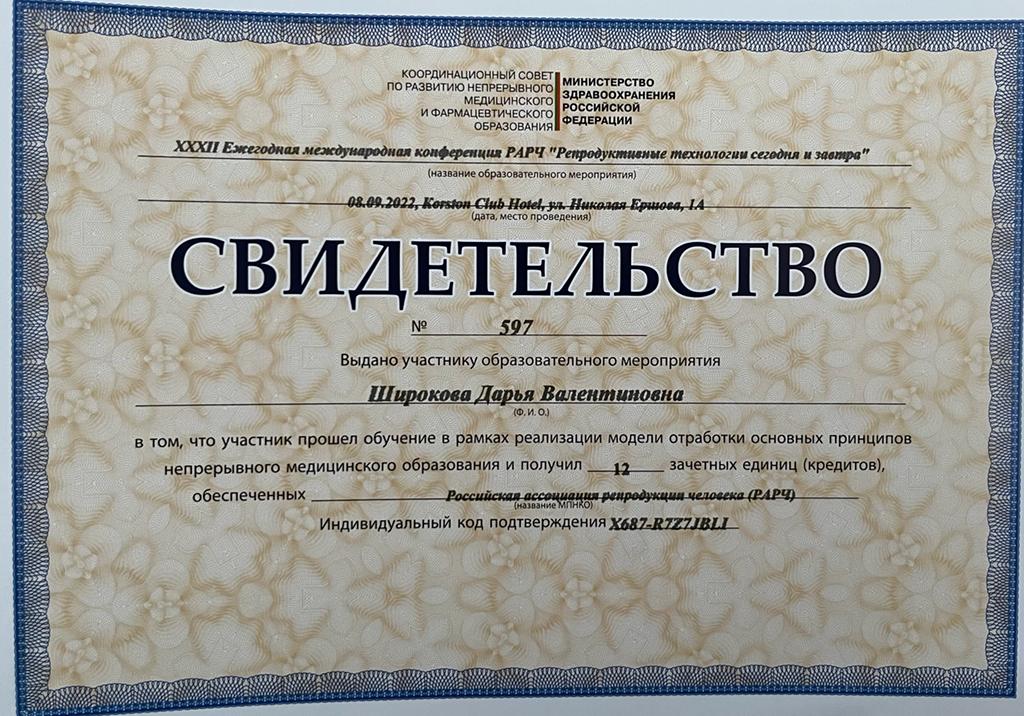 КООРДИНАЦИОННЫЙ СОВЕТ
ПО РАЗВИТИЮ НЕПРЕРЫВНОГО
МЕДИЦИНСКОГО
И ФАРМАЦЕВТИЧЕСКОГО
ОБРАЗОВАНИЯ
МИНИСТЕРСТВО
ЗДРАВООХРАНЕНИЯ
РОССИЙСКОЙ
ФЕДЕРАЦИИ
XXXII Ежегодная международная конференция РАРЧ "Репродуктивные технологии сегодня и завтра"
(название образовательного мероприятия)
08.09.2022, Korston Club Hotel, ул. Николая Ершова, 1А
(дата, место проведения)
СВИДЕТЕЛЬСТВО
№ 597
Выдано участнику образовательного мероприятия
Широкова Дарья Валентиновна
(Ф. И. О.)
в том, что участник прошел обучение в рамках реализации модели отработки основных принципов
непрерывного медицинского образования и получил 12 зачетных единиц (кредитов),
обеспеченных Российская ассоциация репродукции человека (РАРЧ)
(название МПНКО)
Индивидуальный код подтверждения X687-R7Z7JBLI